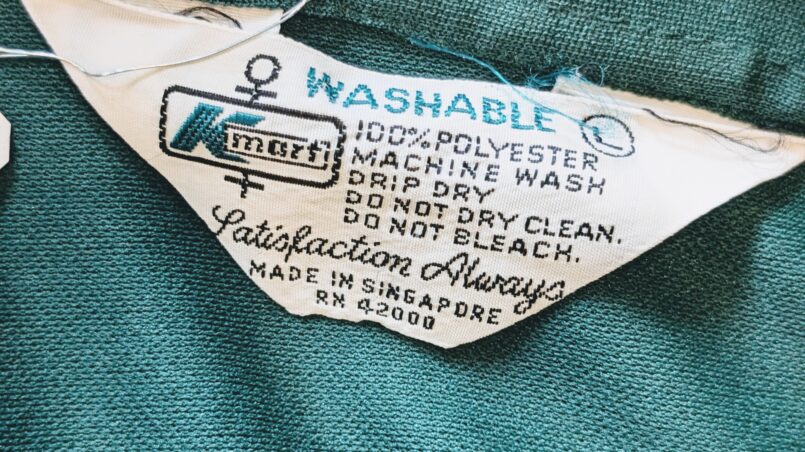 WASHABLE
L
K mart
100% POLYESTER
MACHINE WASH
DRIP DRY
DO NOT DRY CLEAN.
DO NOT BLEACH.
Satisfaction Always
MADE IN SINGAPORE
RN 42000